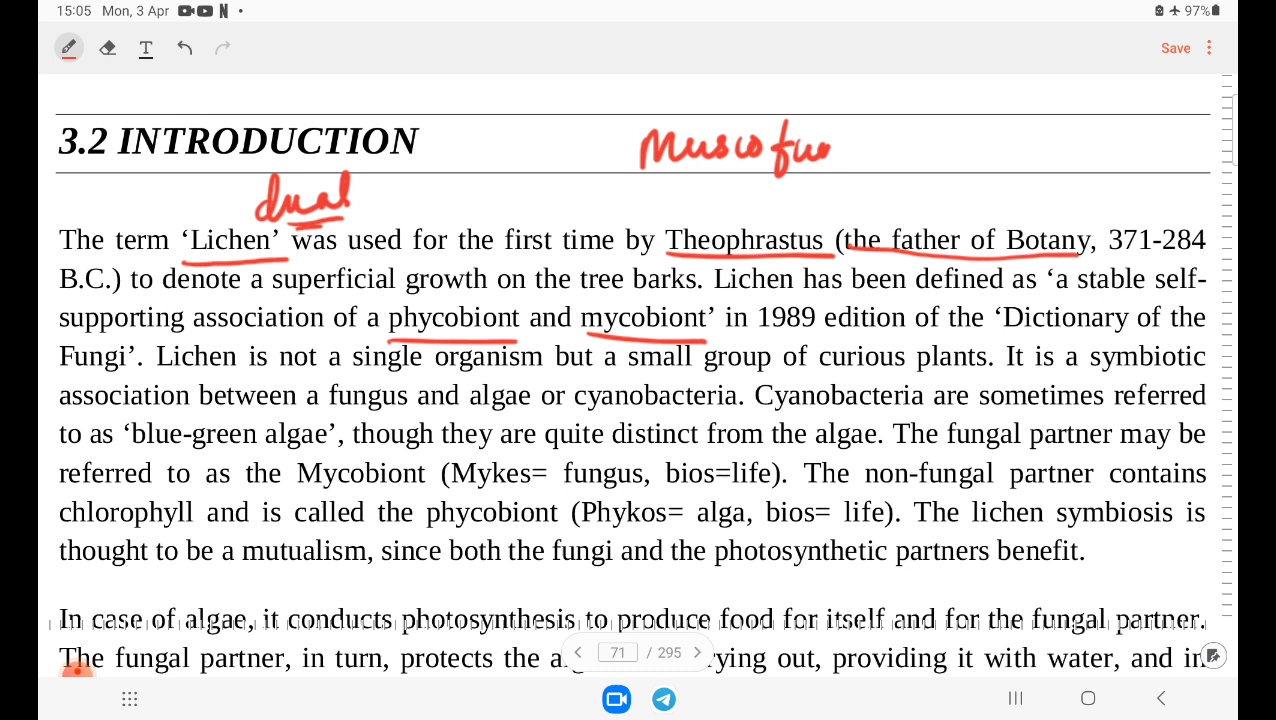 15:05 Mon, 3 Apr N 97%
T Save
3.2 INTRODUCTION Muscofun
dual
The term ‘Lichen’ was used for the first time by Theophrastus (the father of Botany, 371-284
B.C.) to denote a superficial growth on the tree barks. Lichen has been defined as ‘a stable self-
supporting association of a phycobiont and mycobiont’ in 1989 edition of the ‘Dictionary of the
Fungi’. Lichen is not a single organism but a small group of curious plants. It is a symbiotic
association between a fungus and algae or cyanobacteria. Cyanobacteria are sometimes referred
to as ‘blue-green algae’, though they are quite distinct from the algae. The fungal partner may be
referred to as the Mycobiont (Mykes= fungus, bios=life). The non-fungal partner contains
chlorophyll and is called the phycobiont (Phykos= alga, bios= life). The lichen symbiosis is
thought to be a mutualism, since both the fungi and the photosynthetic partners benefit.
In case of algae, it conducts photosynthesis to produce food for itself and for the fungal partner.
The fungal partner, in turn, protects the providing it with water, and in
71 / 295